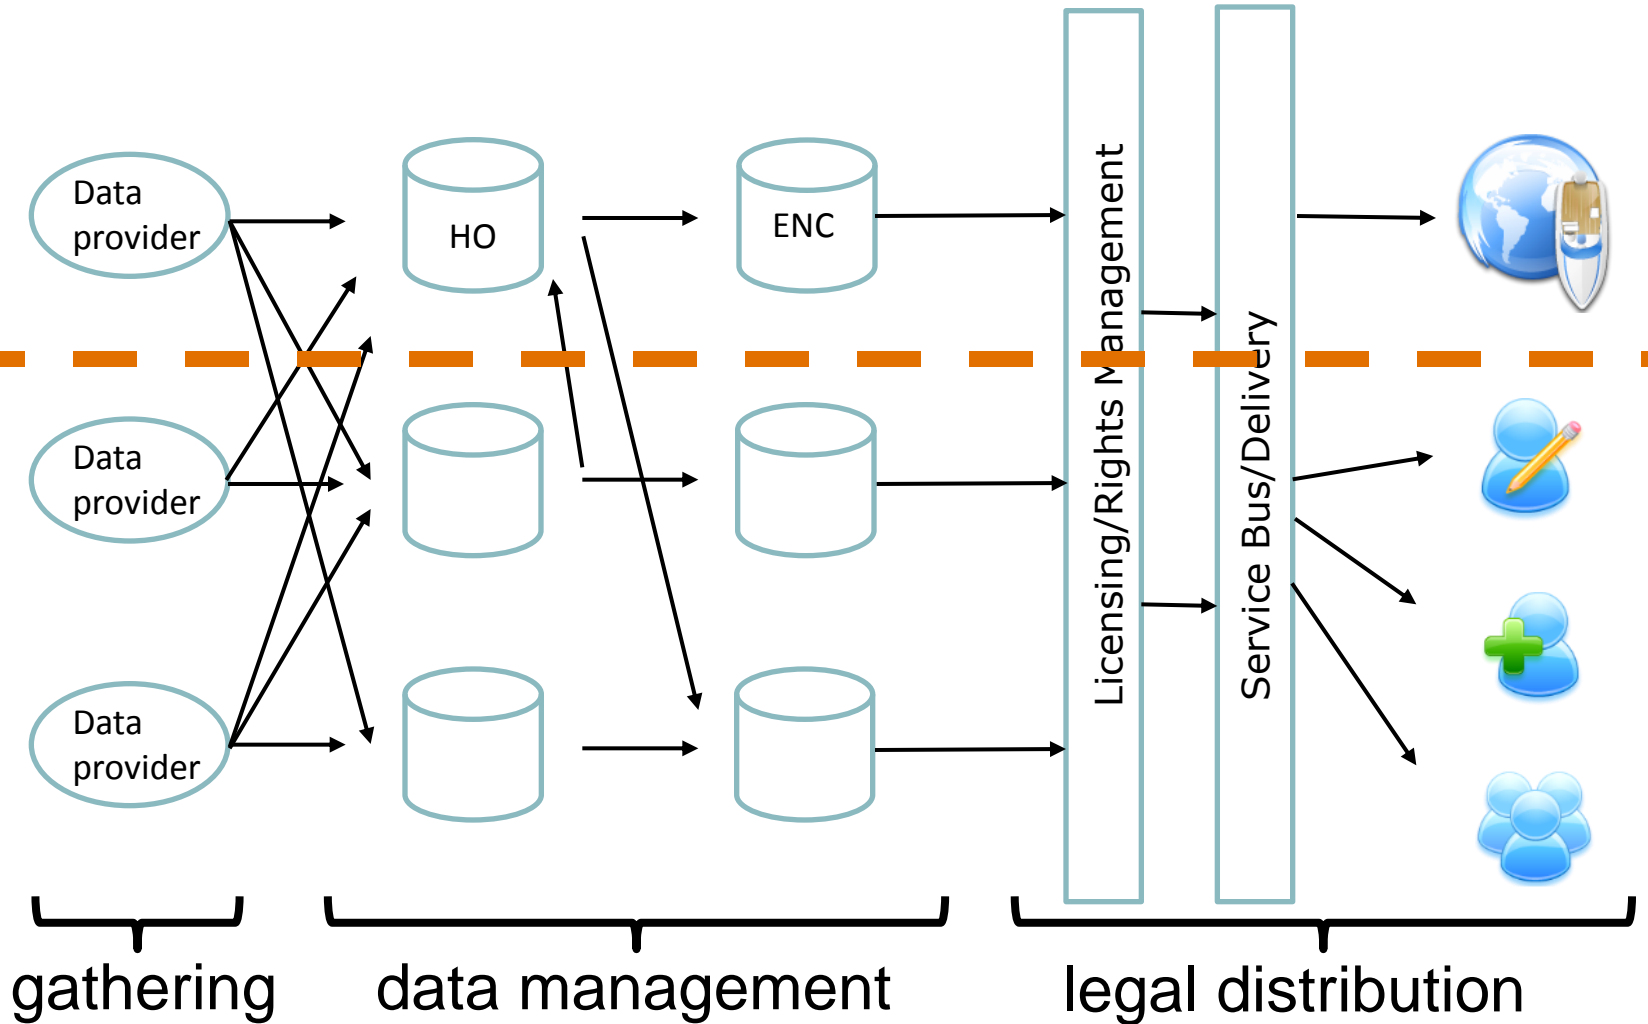 Data
provider
HO
ENC
Data
provider
Data
provider
Licensing/Rights Management
Service Bus/Delivery
gathering
data management
legal distribution